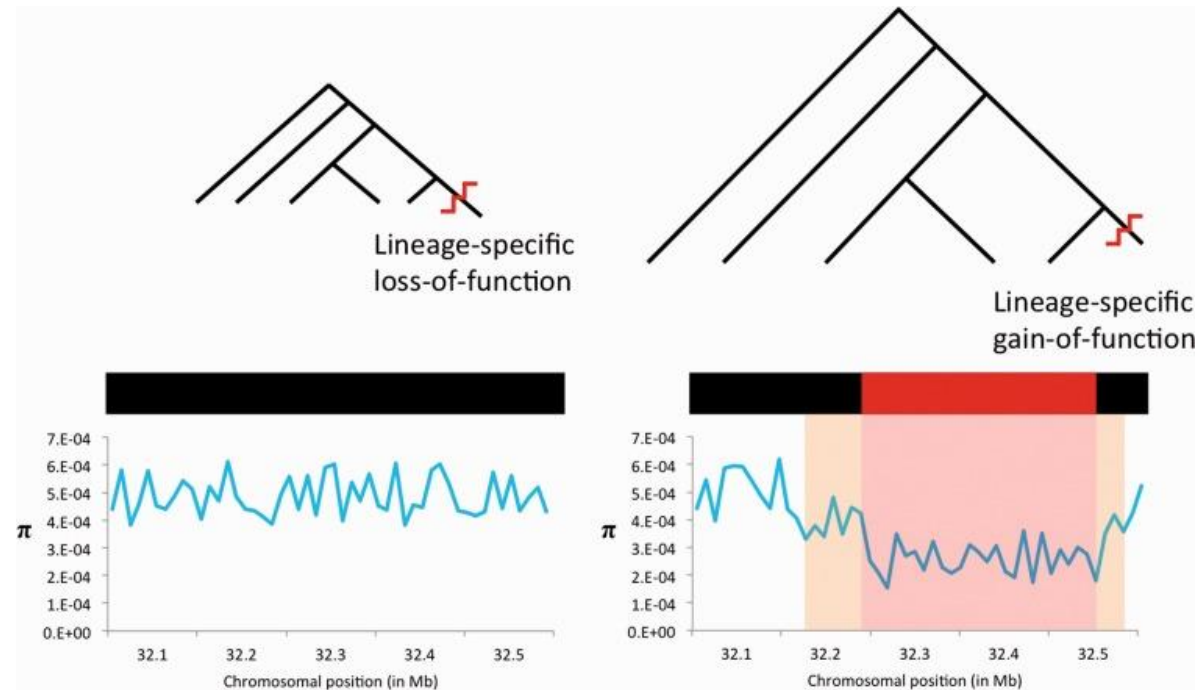 Lineage-specific
loss-of-function
Lineage-specific
gain-of-function
7.E-04
6.E-04
5.E-04
4.E-04
3.E-04
2.E-04
1.E-04
0.E+00
π
32.1 32.2 32.3 32.4 32.5
Chromosomal position (in Mb)
7.E-04
6.E-04
5.E-04
4.E-04
3.E-04
2.E-04
1.E-04
0.E+00
π
32.1 32.2 32.3 32.4 32.5
Chromosomal position (in Mb)